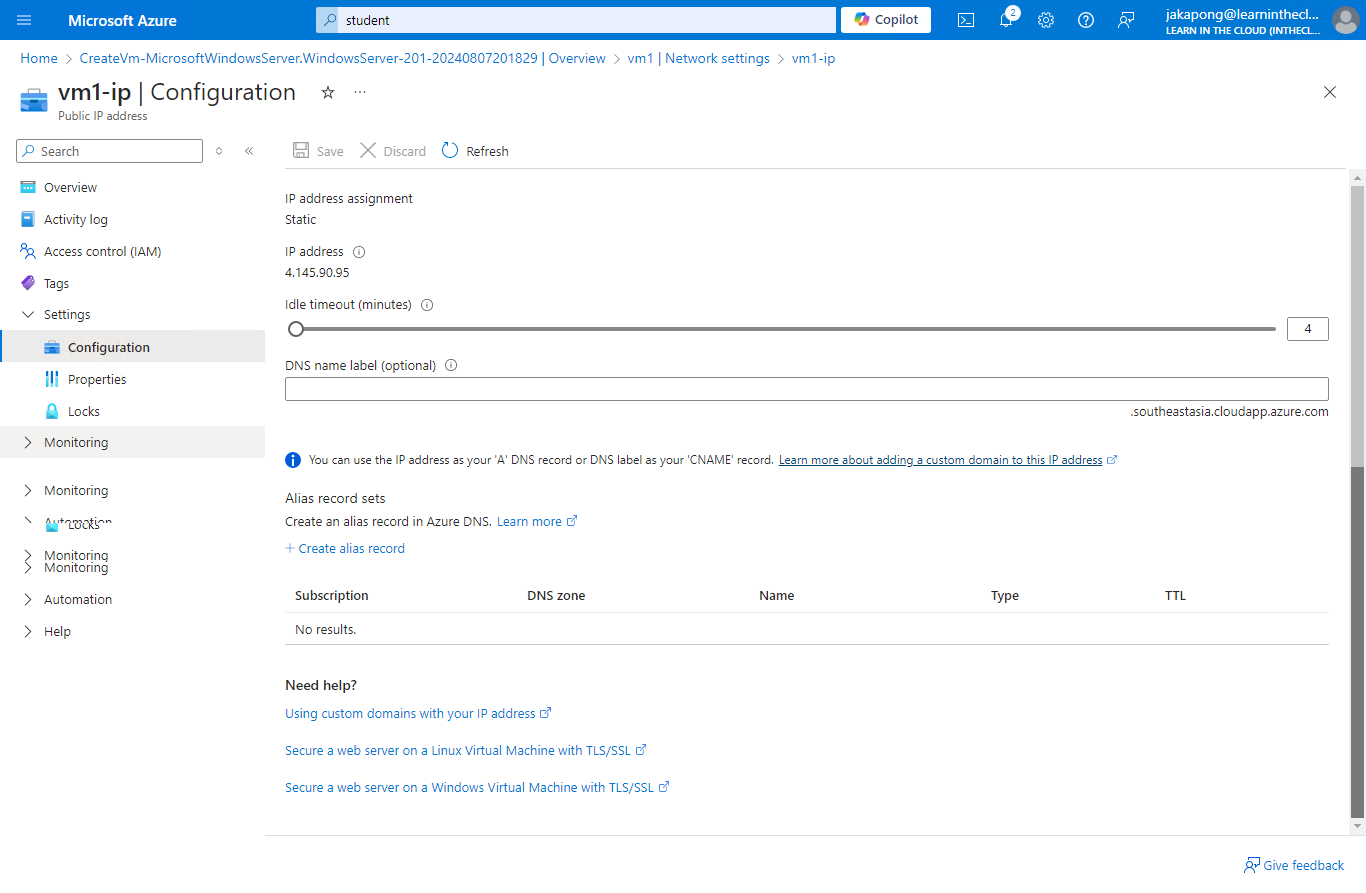 Microsoft Azure
student
Copilot
2
jakapong@learninthecl...
LEARN IN THE CLOUD (INTHECL...
Home > CreateVm-MicrosoftWindowsServer.WindowsServer-201-20240807201829 | Overview > vm1 | Network settings > vm1-ip
vm1-ip | Configuration
Public IP address
Search
Save
Discard
Refresh
Overview
Activity log
Access control (IAM)
Tags
Settings
Configuration
Properties
Locks
Monitoring
Monitoring
Automation
Locks
Monitoring
Monitoring
Automation
Help
IP address assignment
Static
IP address
4.145.90.95
Idle timeout (minutes)
4
DNS name label (optional)
.southeastasia.cloudapp.azure.com
You can use the IP address as your 'A' DNS record or DNS label as your 'CNAME' record. Learn more about adding a custom domain to this IP address
Alias record sets
Create an alias record in Azure DNS. Learn more
+ Create alias record
Subscription DNS zone Name Type TTL
No results.
Need help?
Using custom domains with your IP address
Secure a web server on a Linux Virtual Machine with TLS/SSL
Secure a web server on a Windows Virtual Machine with TLS/SSL
Give feedback